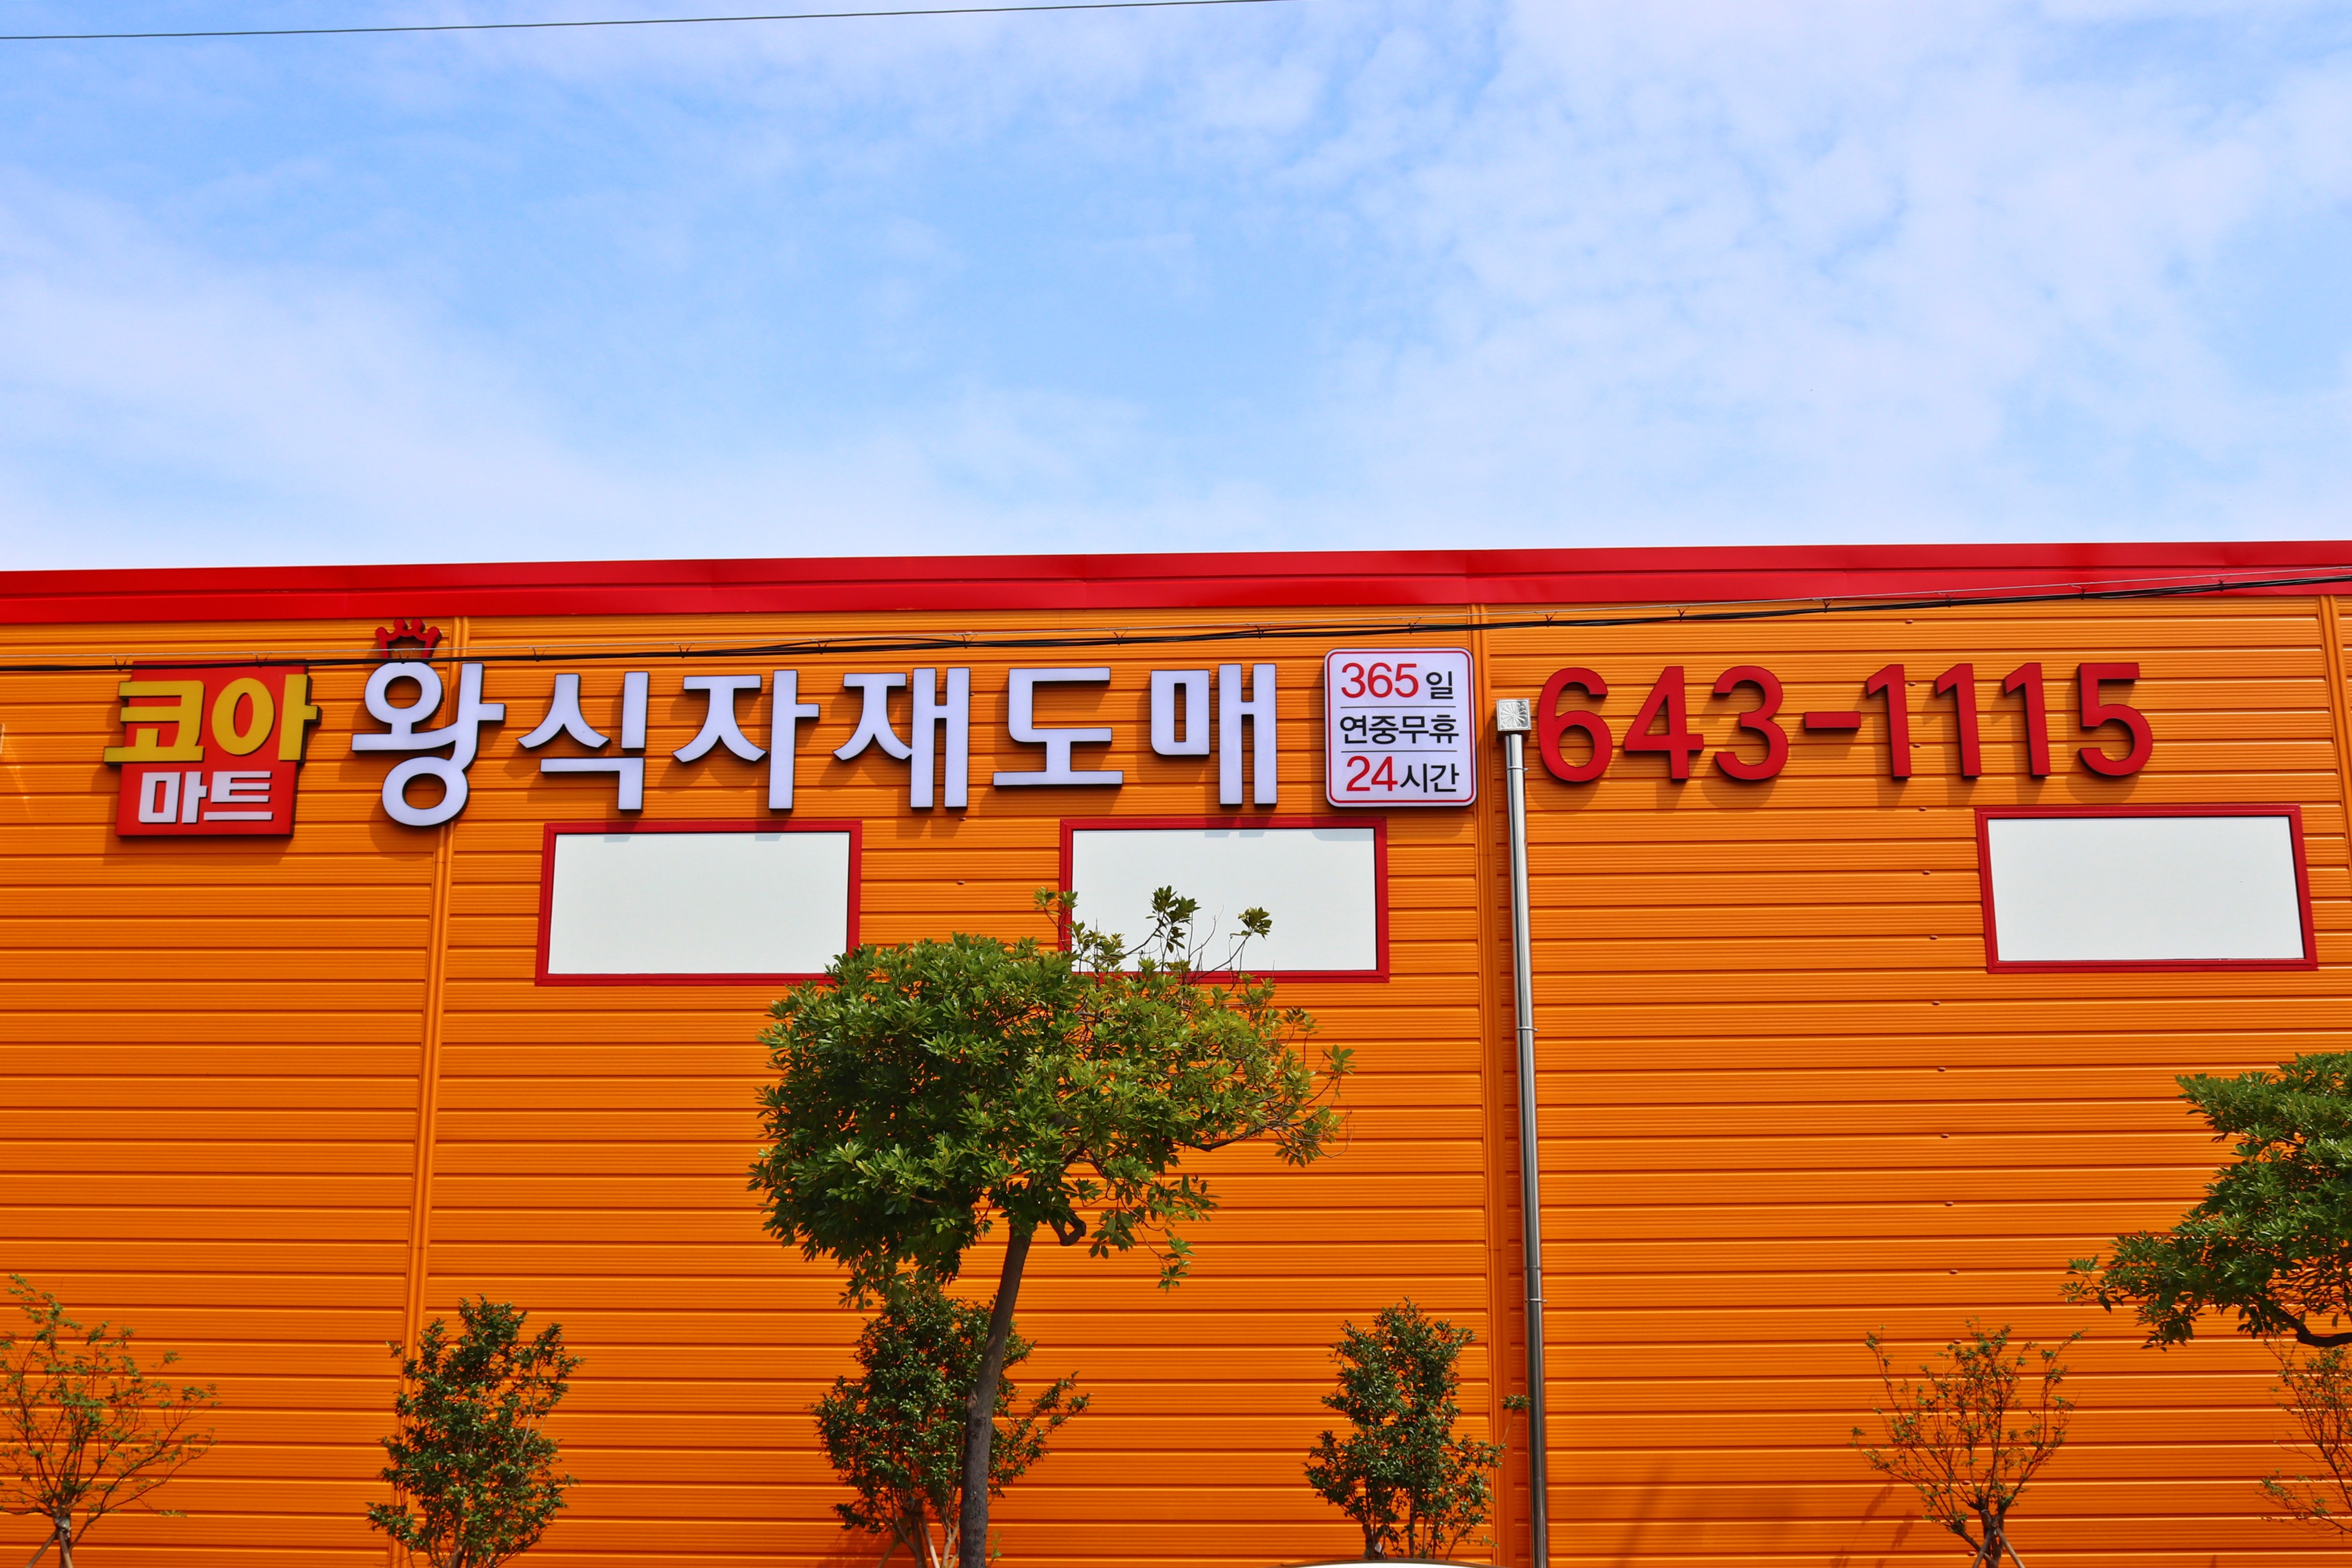 코아
마트
왕식자재도매
365일
연중무휴
24시간
643-1115